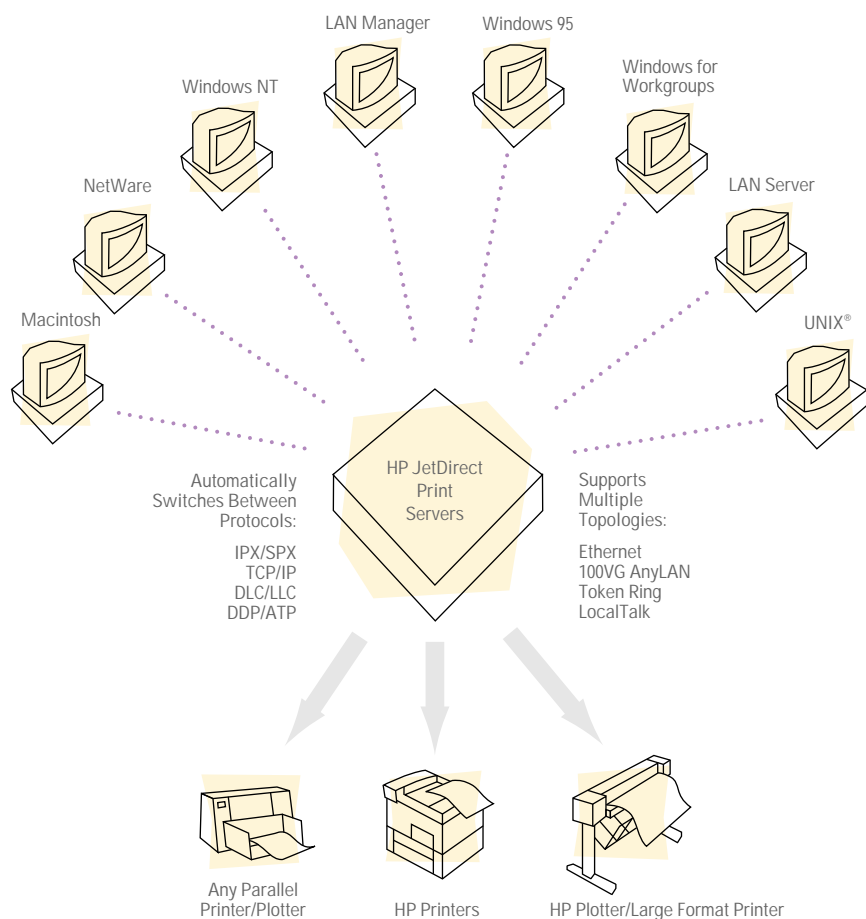 LAN Manager
Windows 95
Windows NT
Windows for
Workgroups
NetWare
LAN Server
Macintosh
UNIX®
Automatically
Switches Between
Protocols:
IPX/SPX
TCP/IP
DLC/LLC
DDP/ATP
HP JetDirect
Print
Servers
Supports
Multiple
Topologies:
Ethernet
100VG AnyLAN
Token Ring
LocalTalk
Any Parallel
Printer/Plotter
HP Printers
HP Plotter/Large Format Printer